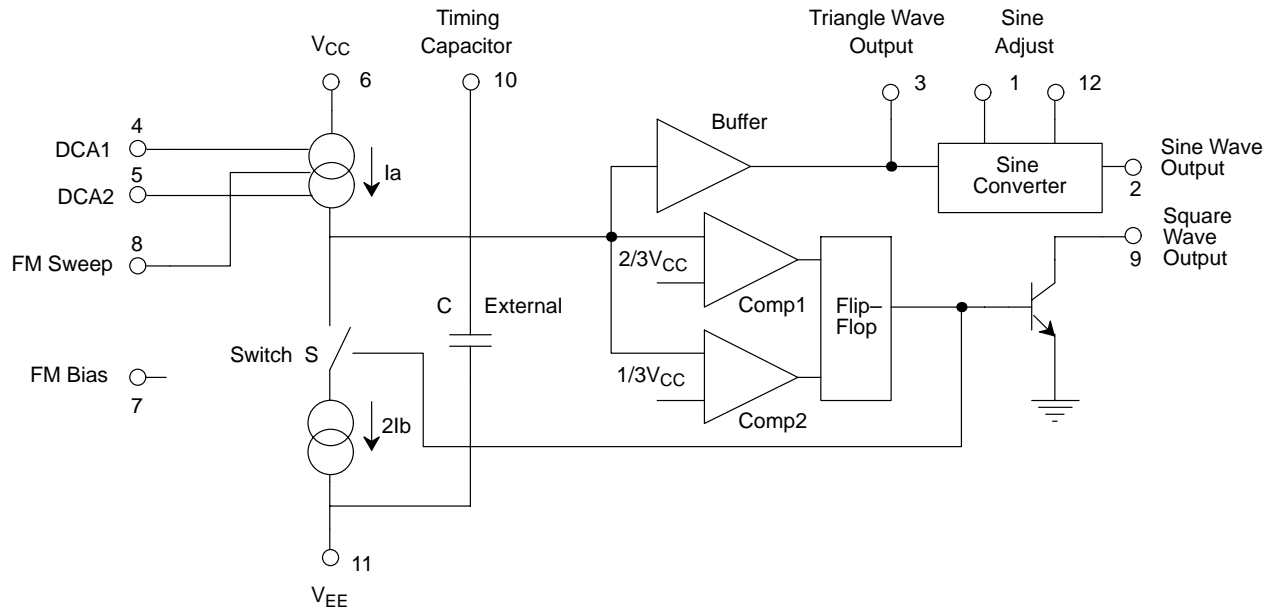 Timing
Capacitor
10
VCC
6
Triangle Wave
Output
3
Sine
Adjust
1
12
4
DCA1
5
DCA2
Ia
8
FM Sweep
Buffer
Sine
Converter
Sine Wave
Output
2
Square
Wave
Output
9
2/3VCC
Comp1
C External
Flip–
Flop
Switch S
FM Bias
7
1/3VCC
Comp2
2Ib
11
VEE